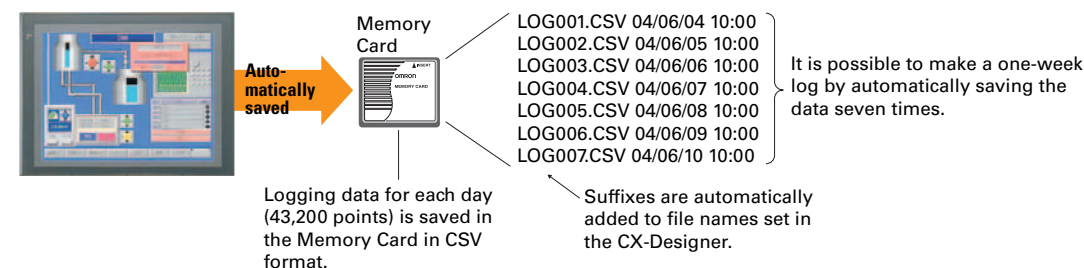 Auto-
matically
saved
Memory
Card
INSERT
OMRON
MEMORY CARD
LOG001.CSV 04/06/04 10:00
LOG002.CSV 04/06/05 10:00
LOG003.CSV 04/06/06 10:00
LOG004.CSV 04/06/07 10:00
LOG005.CSV 04/06/08 10:00
LOG006.CSV 04/06/09 10:00
LOG007.CSV 04/06/10 10:00
It is possible to make a one-week
log by automatically saving the
data seven times.
Logging data for each day
(43,200 points) is saved in
the Memory Card in CSV
format.
Suffixes are automatically
added to file names set in
the CX-Designer.